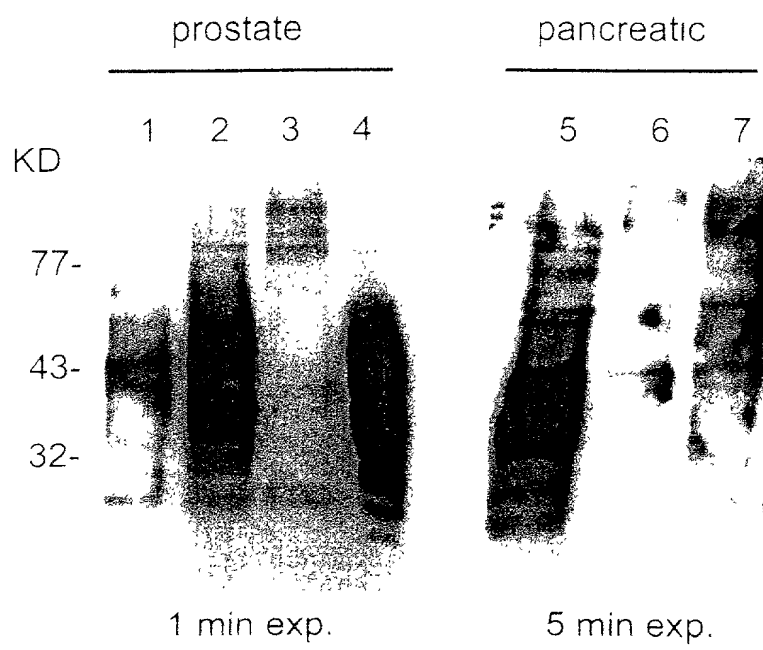 prostate pancreatic
1 2 3 4 5 6 7
KD
77-
43-
32-
1 min exp. 5 min exp.